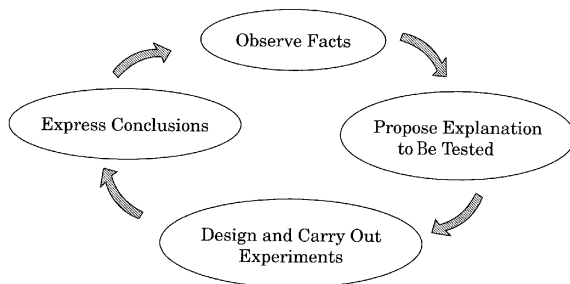 Observe Facts
Propose Explanation
to Be Tested
Design and Carry Out
Experiments
Express Conclusions